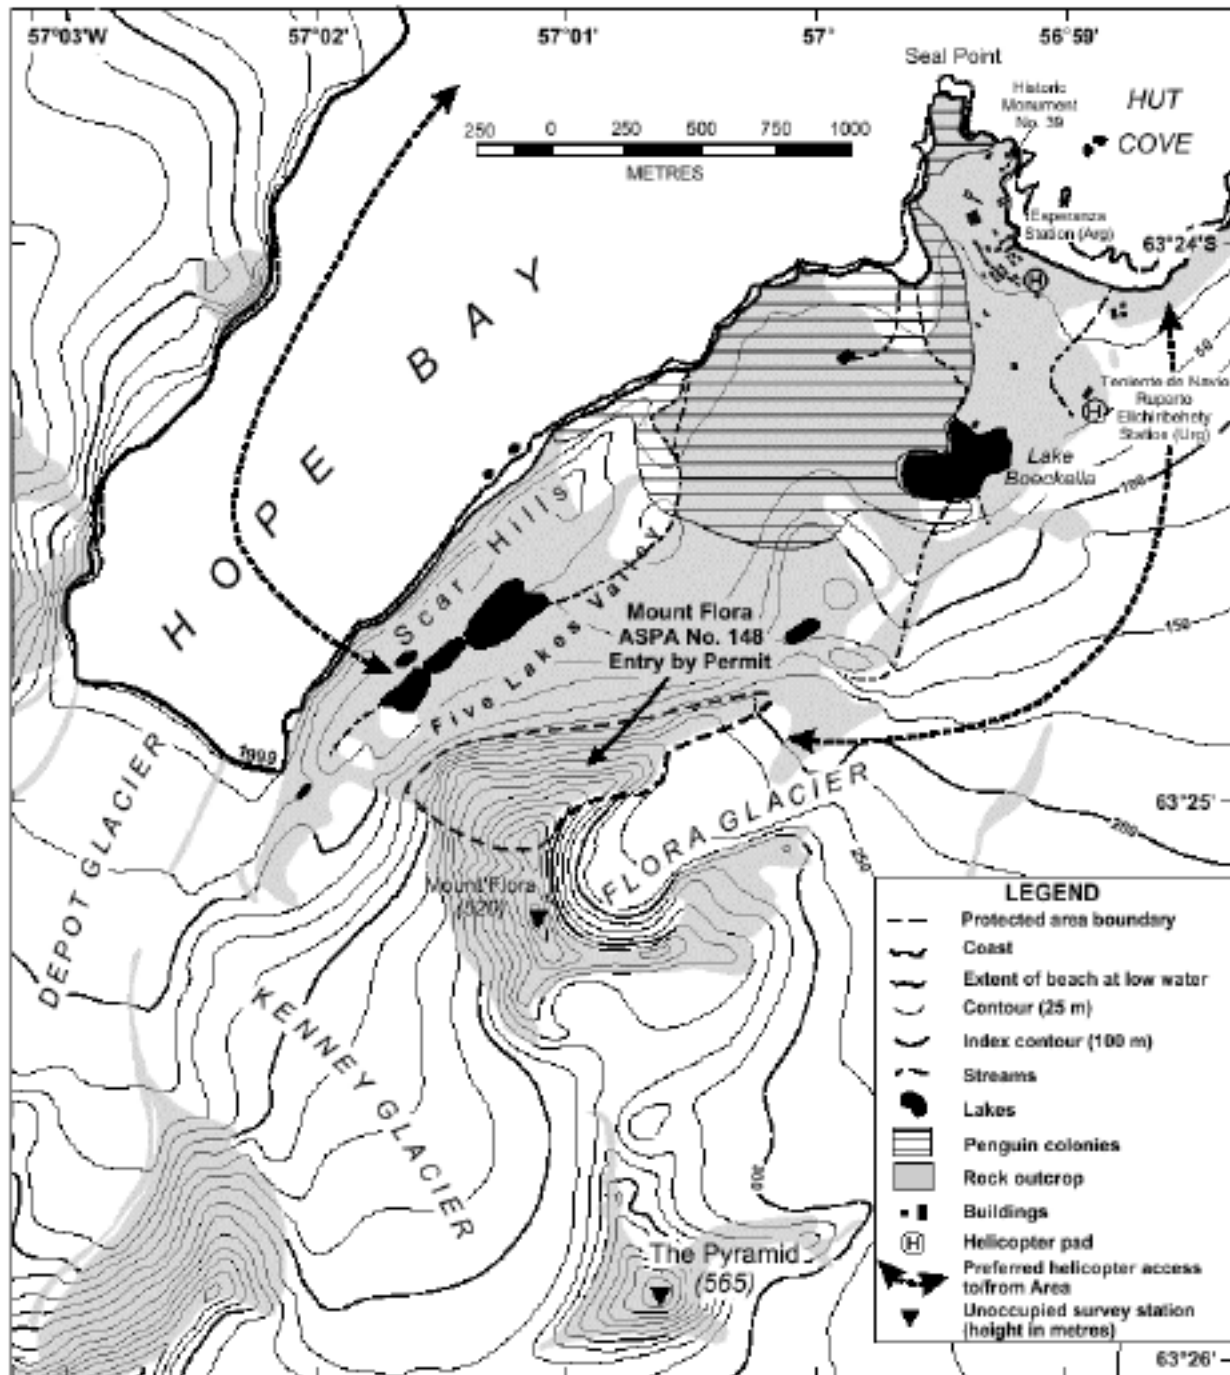 57°03'W
57°02'
57°01'
57°
56°59'
Seal Point
Historic
Monument
No. 39
HUT
COVE
250 0 250 500 750 1000
METRES
Esperanza
Station (Arg)
63°24'S
HOPE BAY
50
Teniente de Navio
Ruparto
Elichiribehety
Station (Urg)
Lake
Boeckella
100
Scar Hills
Five Lakes Valley
Mount Flora
ASPA No. 148
Entry by Permit
150
1999
DEPOT GLACIER
FLORA GLACIER
63°25'
200
250
Mount Flora
(520)
KENNEY GLACIER
300
The Pyramid
(565)
LEGEND
Protected area boundary
Coast
Extent of beach at low water
Contour (25 m)
Index contour (100 m)
Streams
Lakes
Penguin colonies
Rock outcrop
Buildings
H
Helicopter pad
Preferred helicopter access
to/from Area
Unoccupied survey station
(height in metres)
63°26'